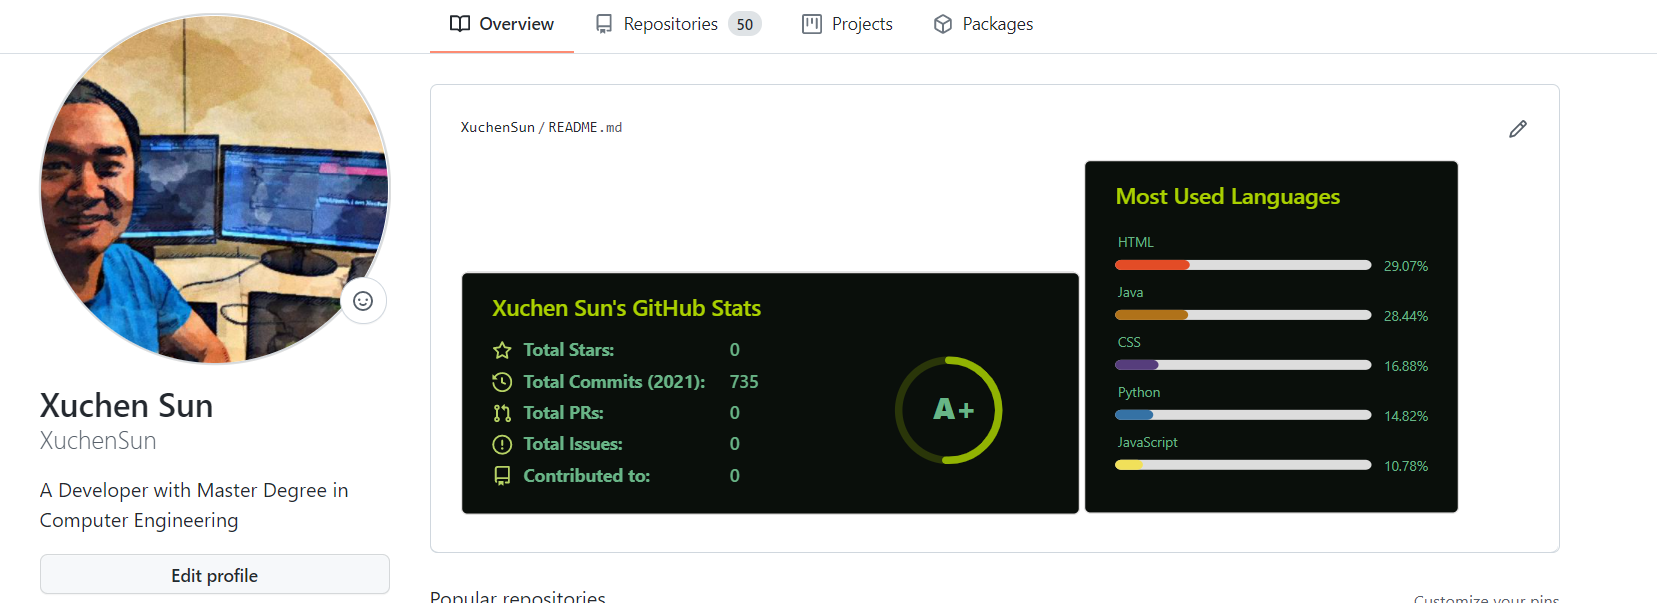 Overview
Repositories 50
Projects
Packages
XuchenSun/README.md
Most Used Languages
HTML
29.07%
Java
28.44%
CSS
16.88%
Python
14.82%
JavaScript
10.78%
Xuchen Sun's GitHub Stats
Total Stars: 0
Total Commits (2021): 735
Total PRs: 0
Total Issues: 0
Contributed to: 0
A+
Xuchen Sun
XuchenSun
A Developer with Master Degree in
Computer Engineering
Edit profile
Popular repositories
Customize your pins